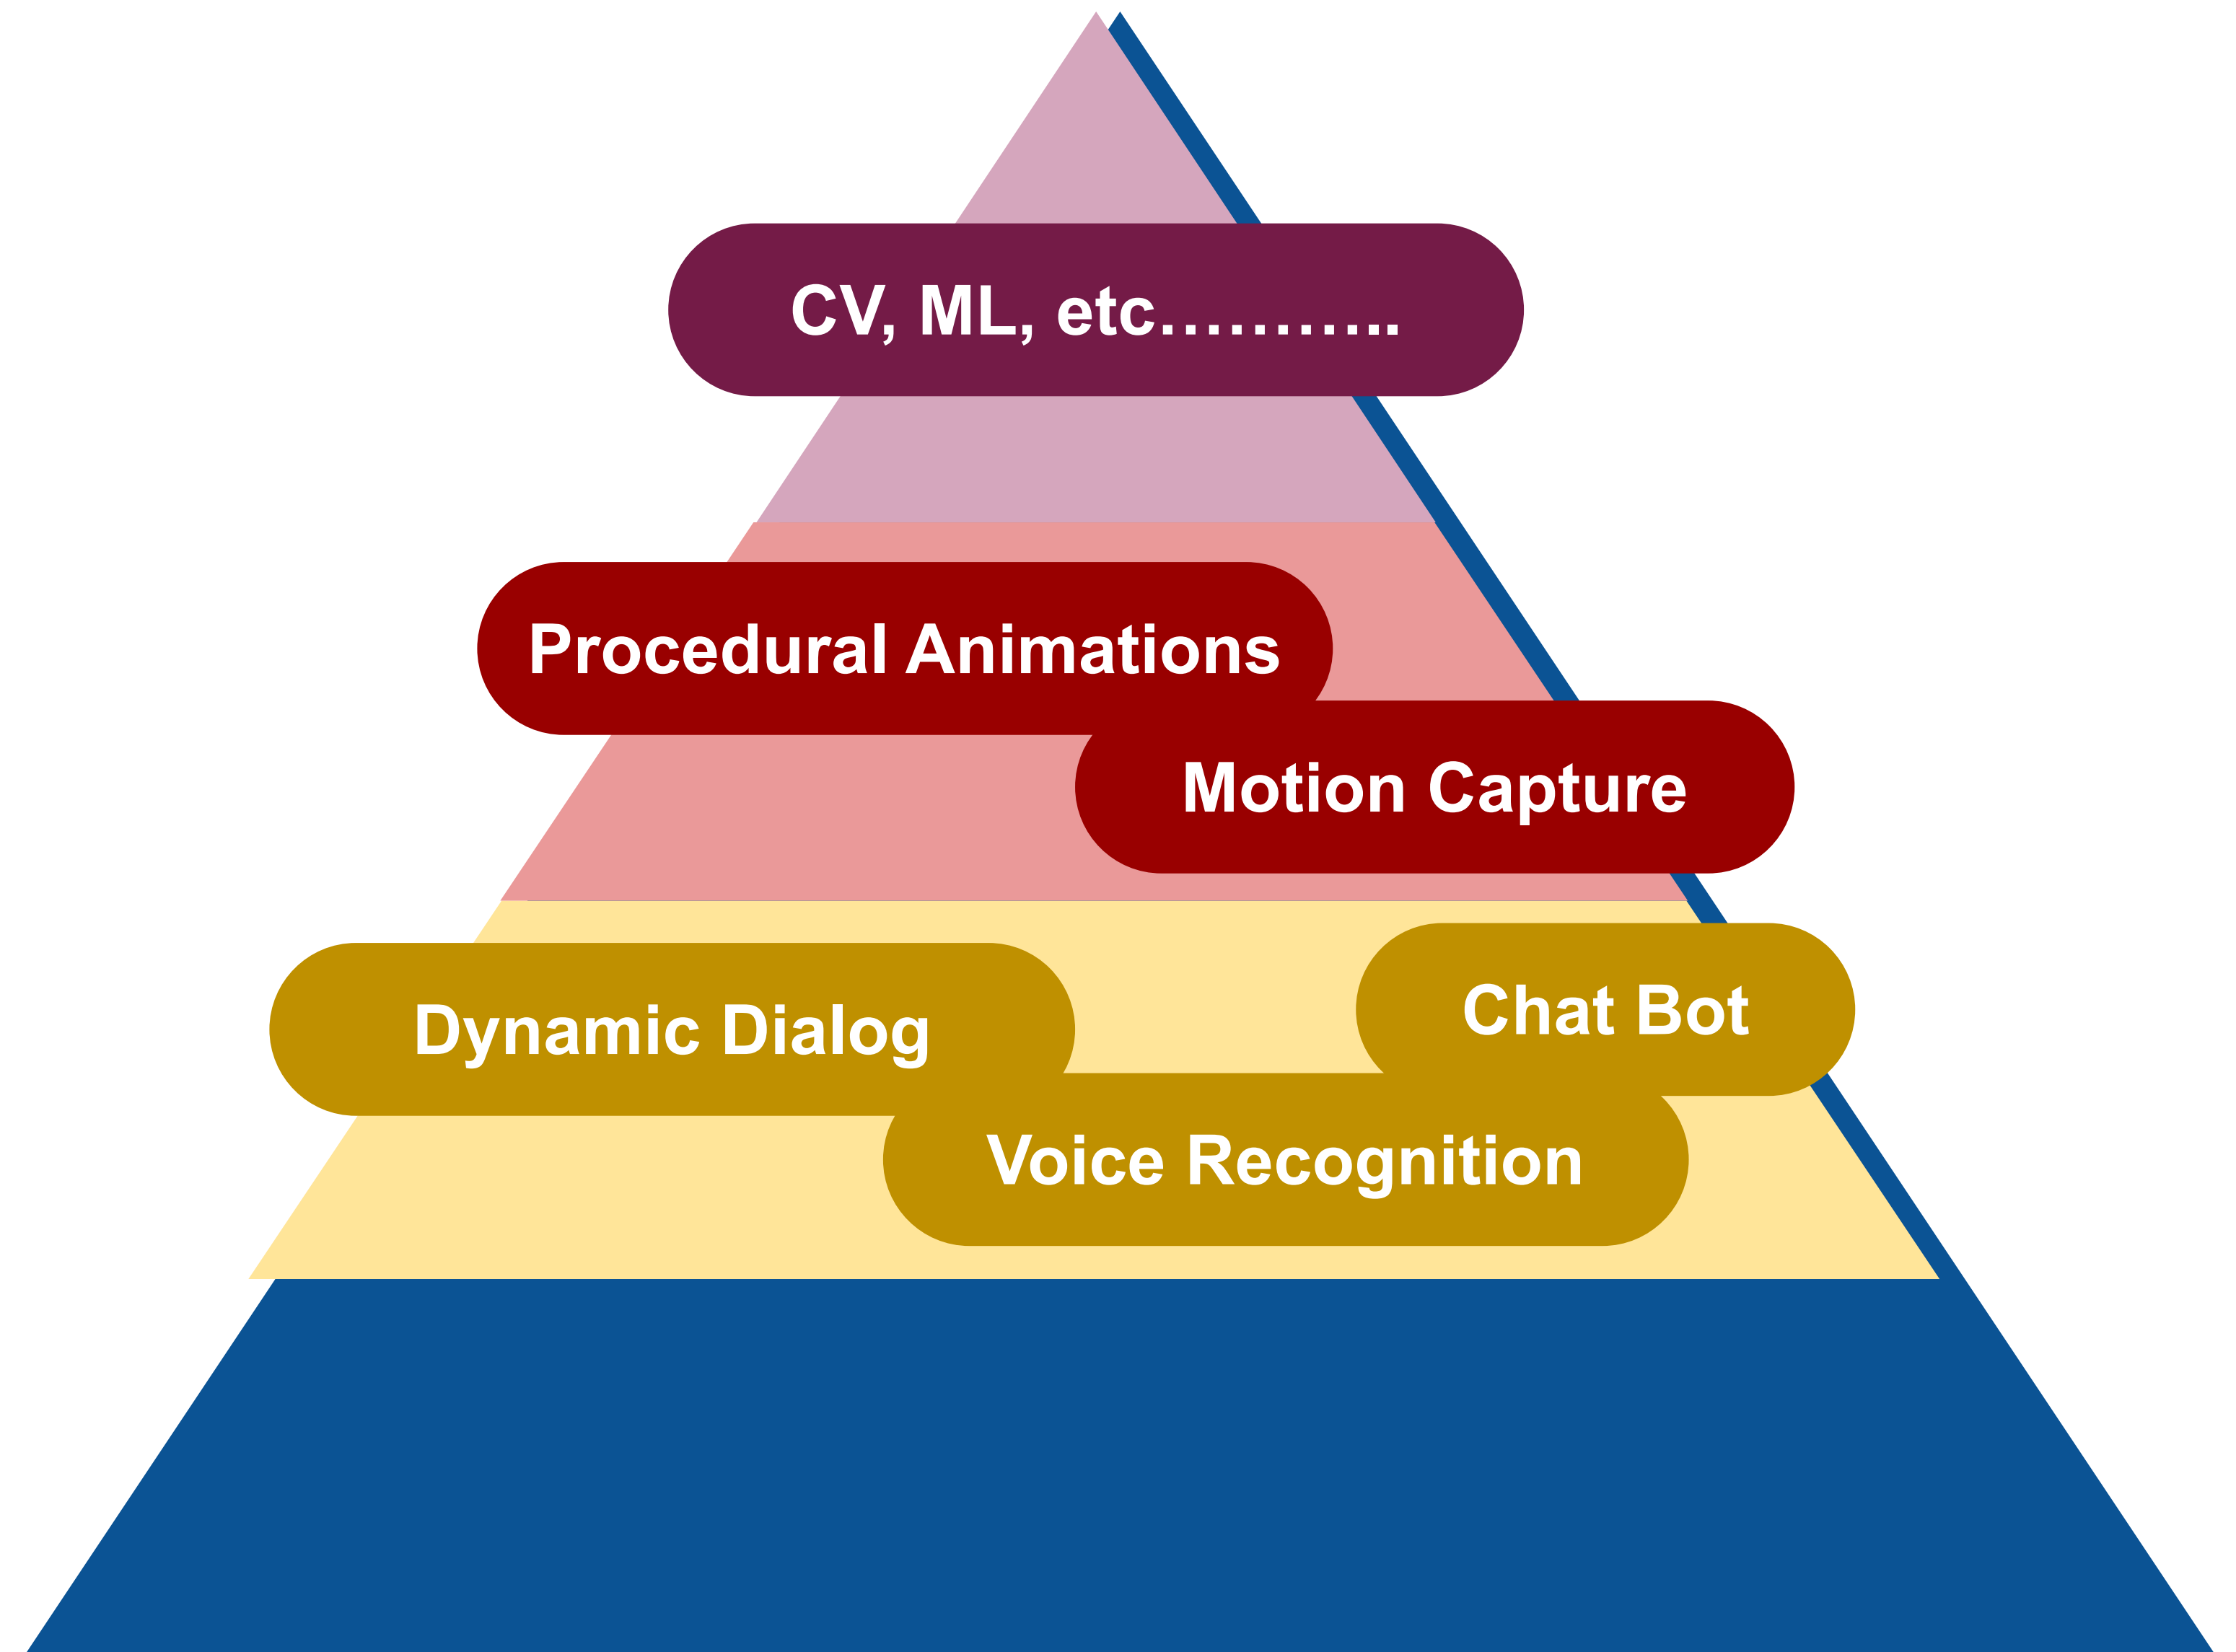 CV, ML, etc………….
Procedural Animations
Motion Capture
Dynamic Dialog
Chat Bot
Voice Recognition